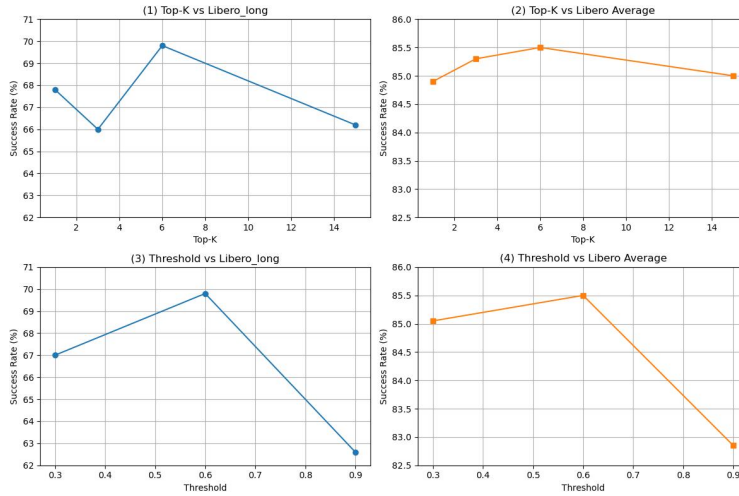 (1) Top-K vs Libero_long
Success Rate (%)
71
70
69
68
67
66
65
64
63
62
2 4 6 8 10 12 14
Top-K
(2) Top-K vs Libero Average
Success Rate (%)
86.0
85.5
85.0
84.5
84.0
83.5
83.0
82.5
2 4 6 8 10 12 14
Top-K
(3) Threshold vs Libero_long
Success Rate (%)
71
70
69
68
67
66
65
64
63
62
0.3 0.4 0.5 0.6 0.7 0.8 0.9
Threshold
(4) Threshold vs Libero Average
Success Rate (%)
86.0
85.5
85.0
84.5
84.0
83.5
83.0
82.5
0.3 0.4 0.5 0.6 0.7 0.8 0.9
Threshold